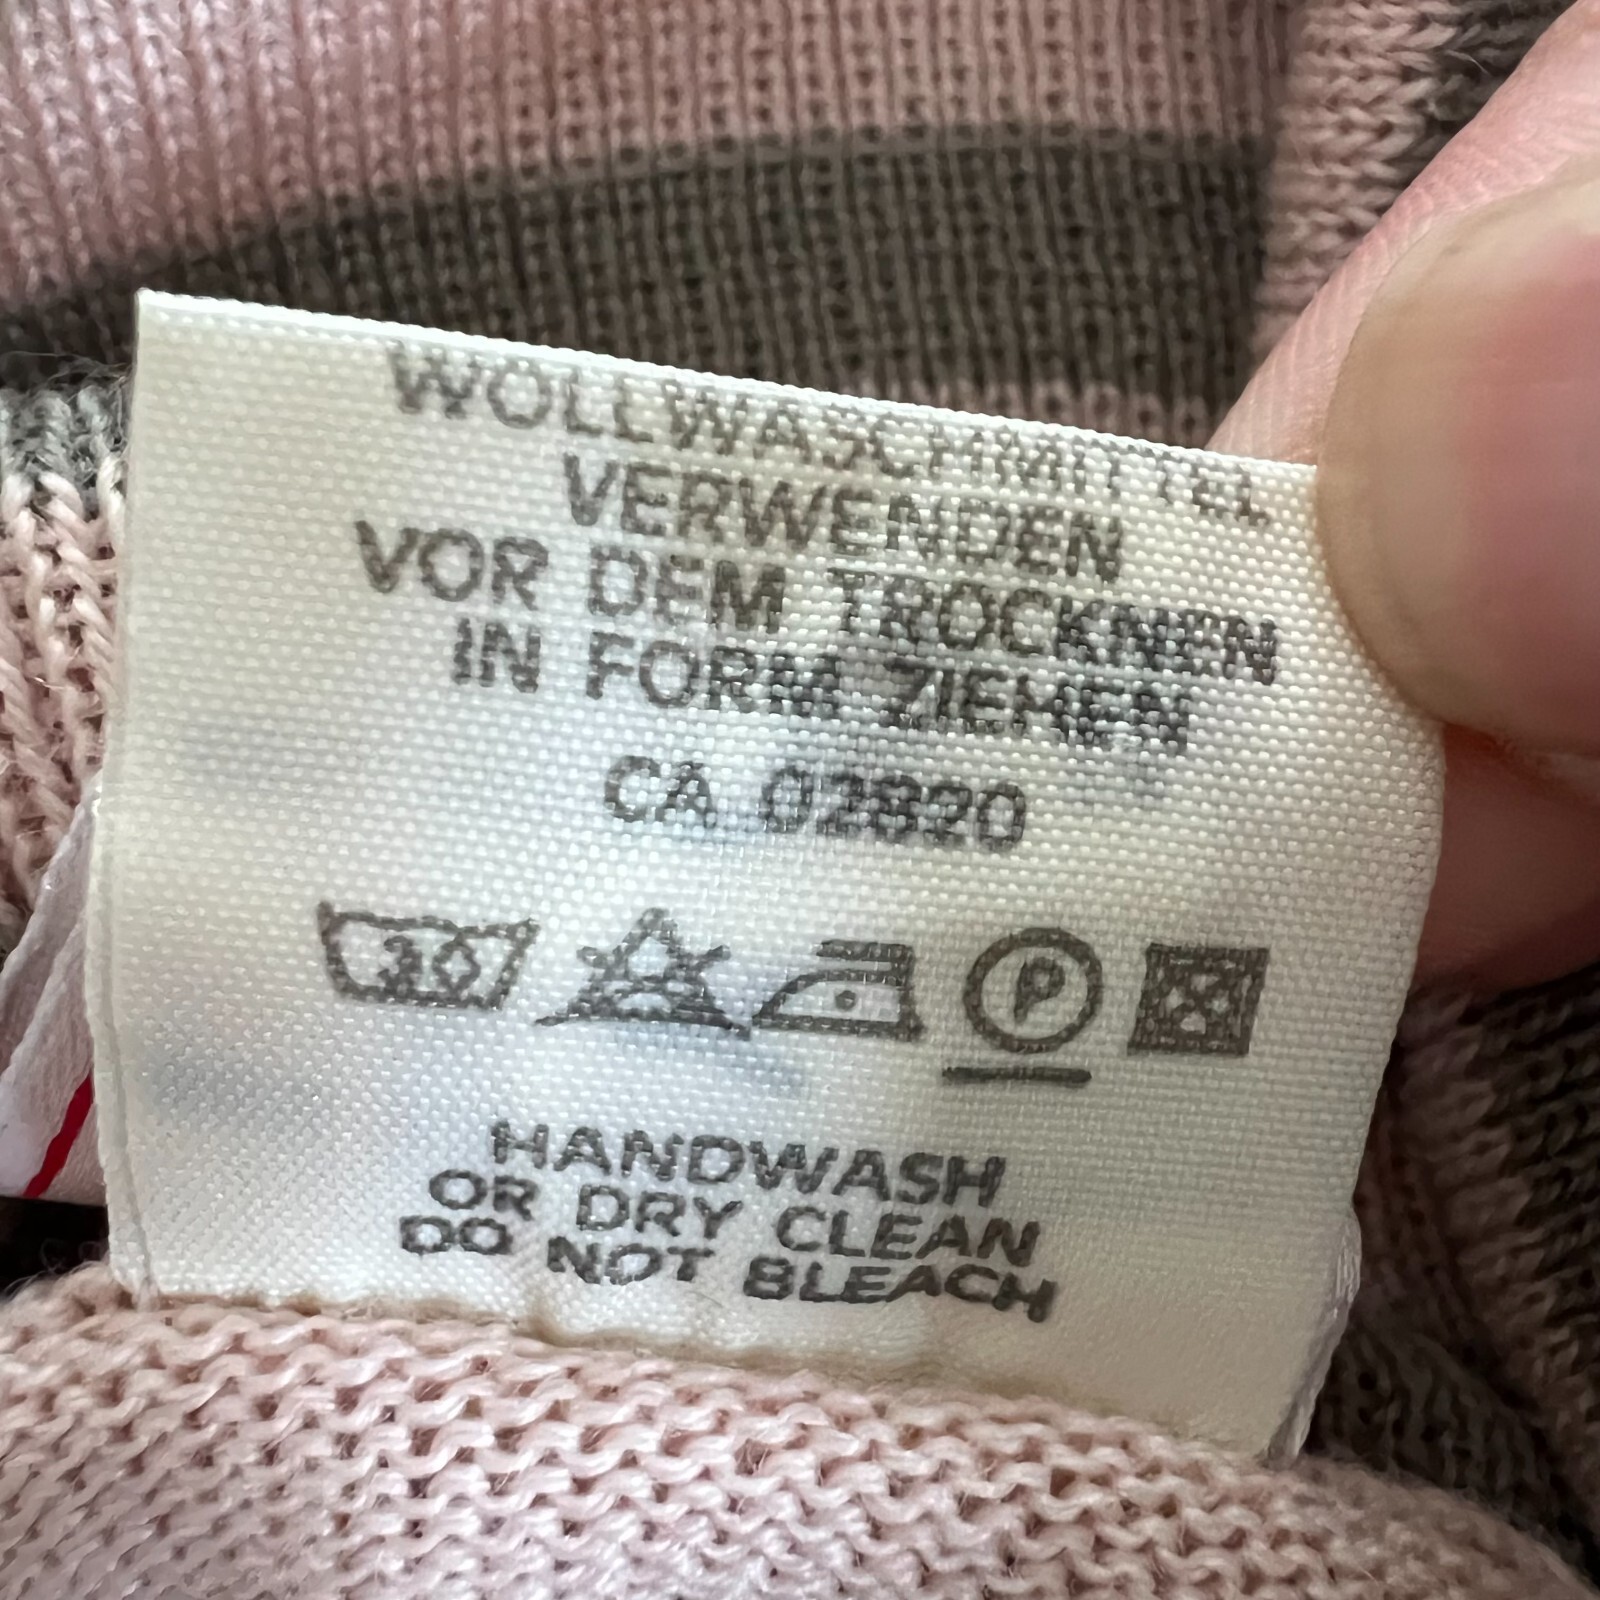 WOLLWASCHMITTEL
VERWENDEN
VOR DEM TROCKNEN
IN FORM ZIEHEN
CA 02820
30 P
HANDWASH
OR DRY CLEAN
DO NOT BLEACH